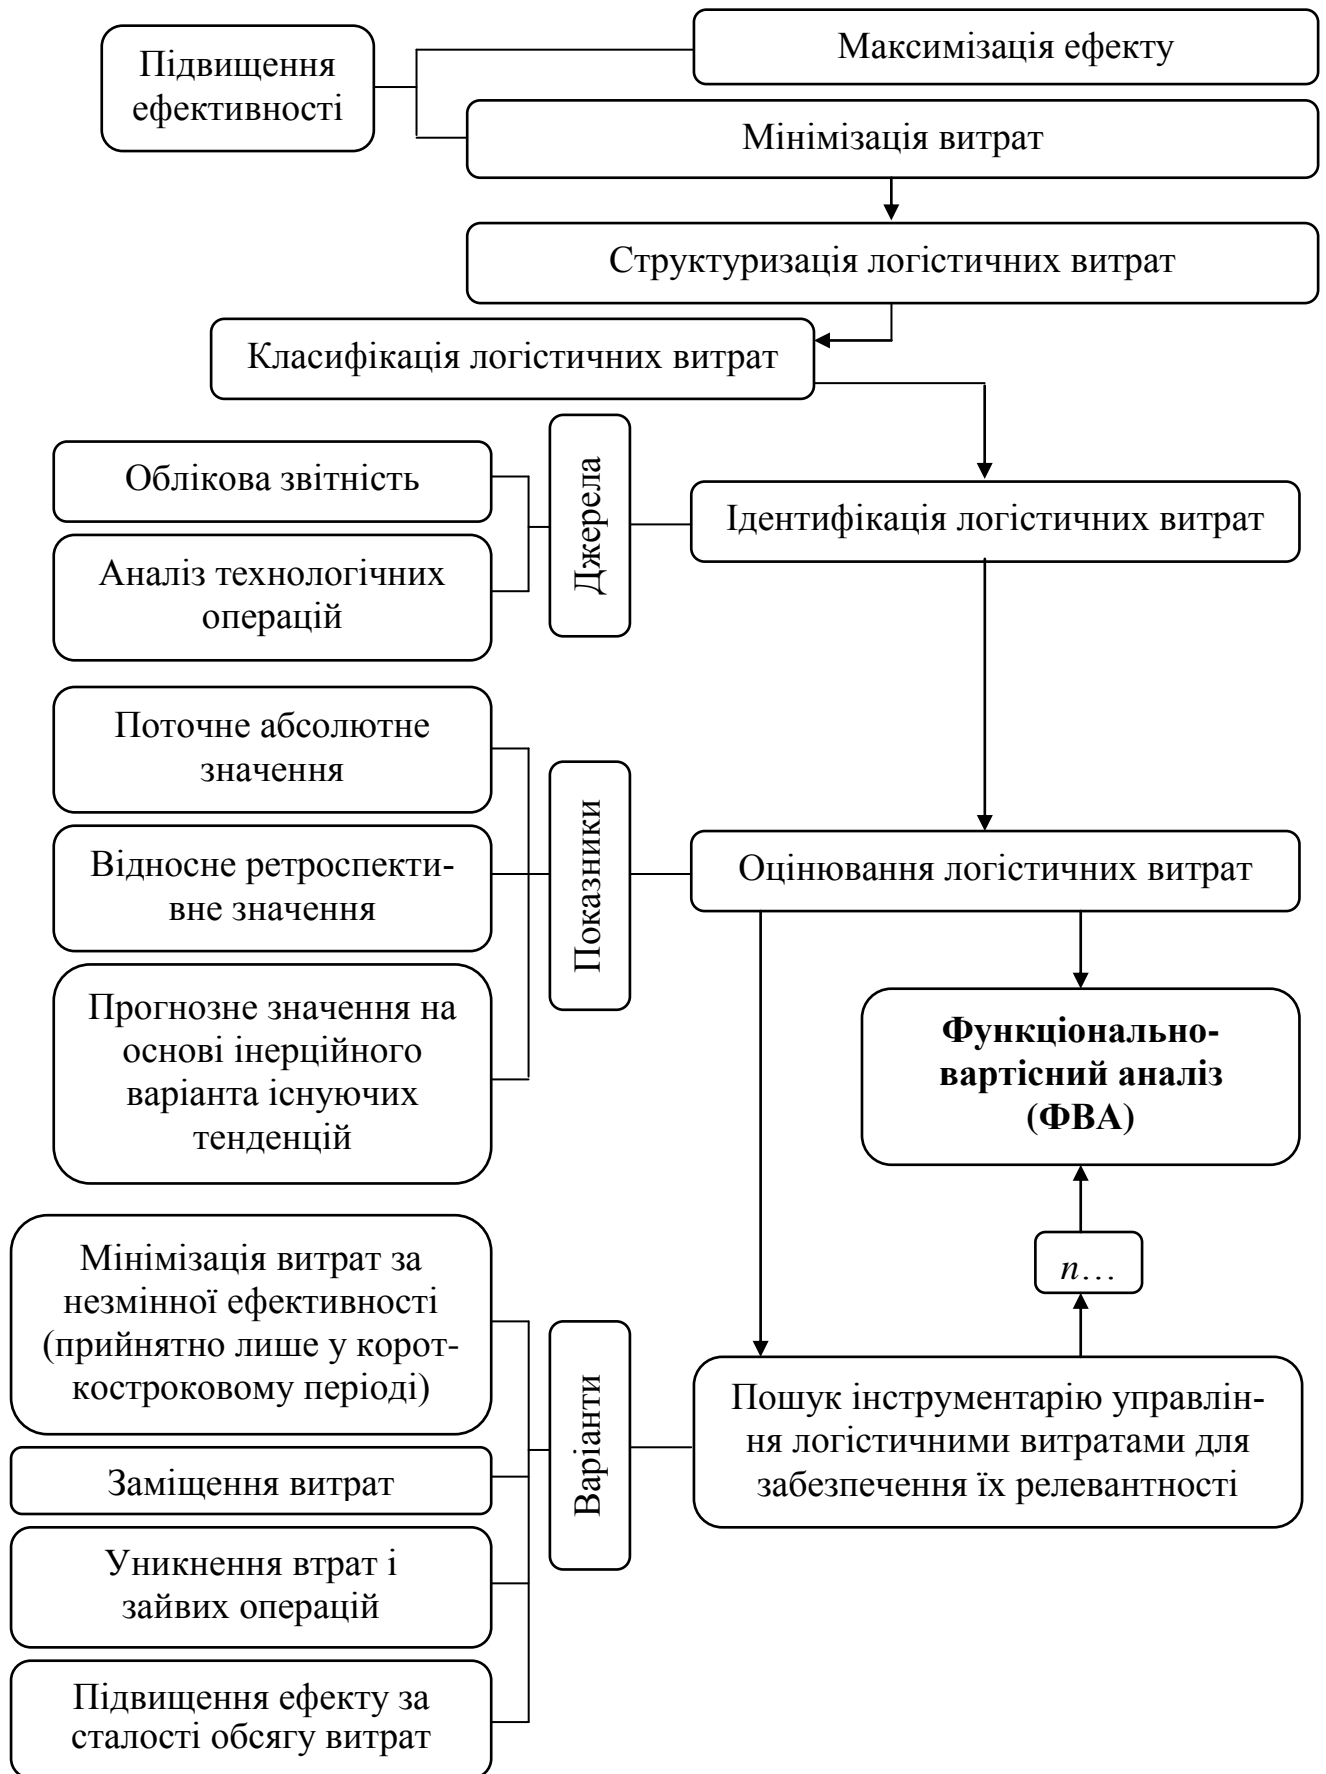 Підвищення
ефективності
Максимізація ефекту
Мінімізація витрат
Структуризація логістичних витрат
Класифікація логістичних витрат
Облікова звітність
Аналіз технологічних
операцій
Джерела
Ідентифікація логістичних витрат
Поточне абсолютне
значення
Відносне ретроспекти-
вне значення
Прогнозне значення на
основі інерційного
варіанта існуючих
тенденцій
Показники
Оцінювання логістичних витрат
Функціонально-
вартісний аналіз
(ФВА)
n…
Мінімізація витрат за
незмінної ефективності
(прийнятно лише у корот-
костроковому періоді)
Заміщення витрат
Уникнення втрат і
зайвих операцій
Підвищення ефекту за
сталості обсягу витрат
Варіанти
Пошук інструментарію управлін-
ня логістичними витратами для
забезпечення їх релевантності